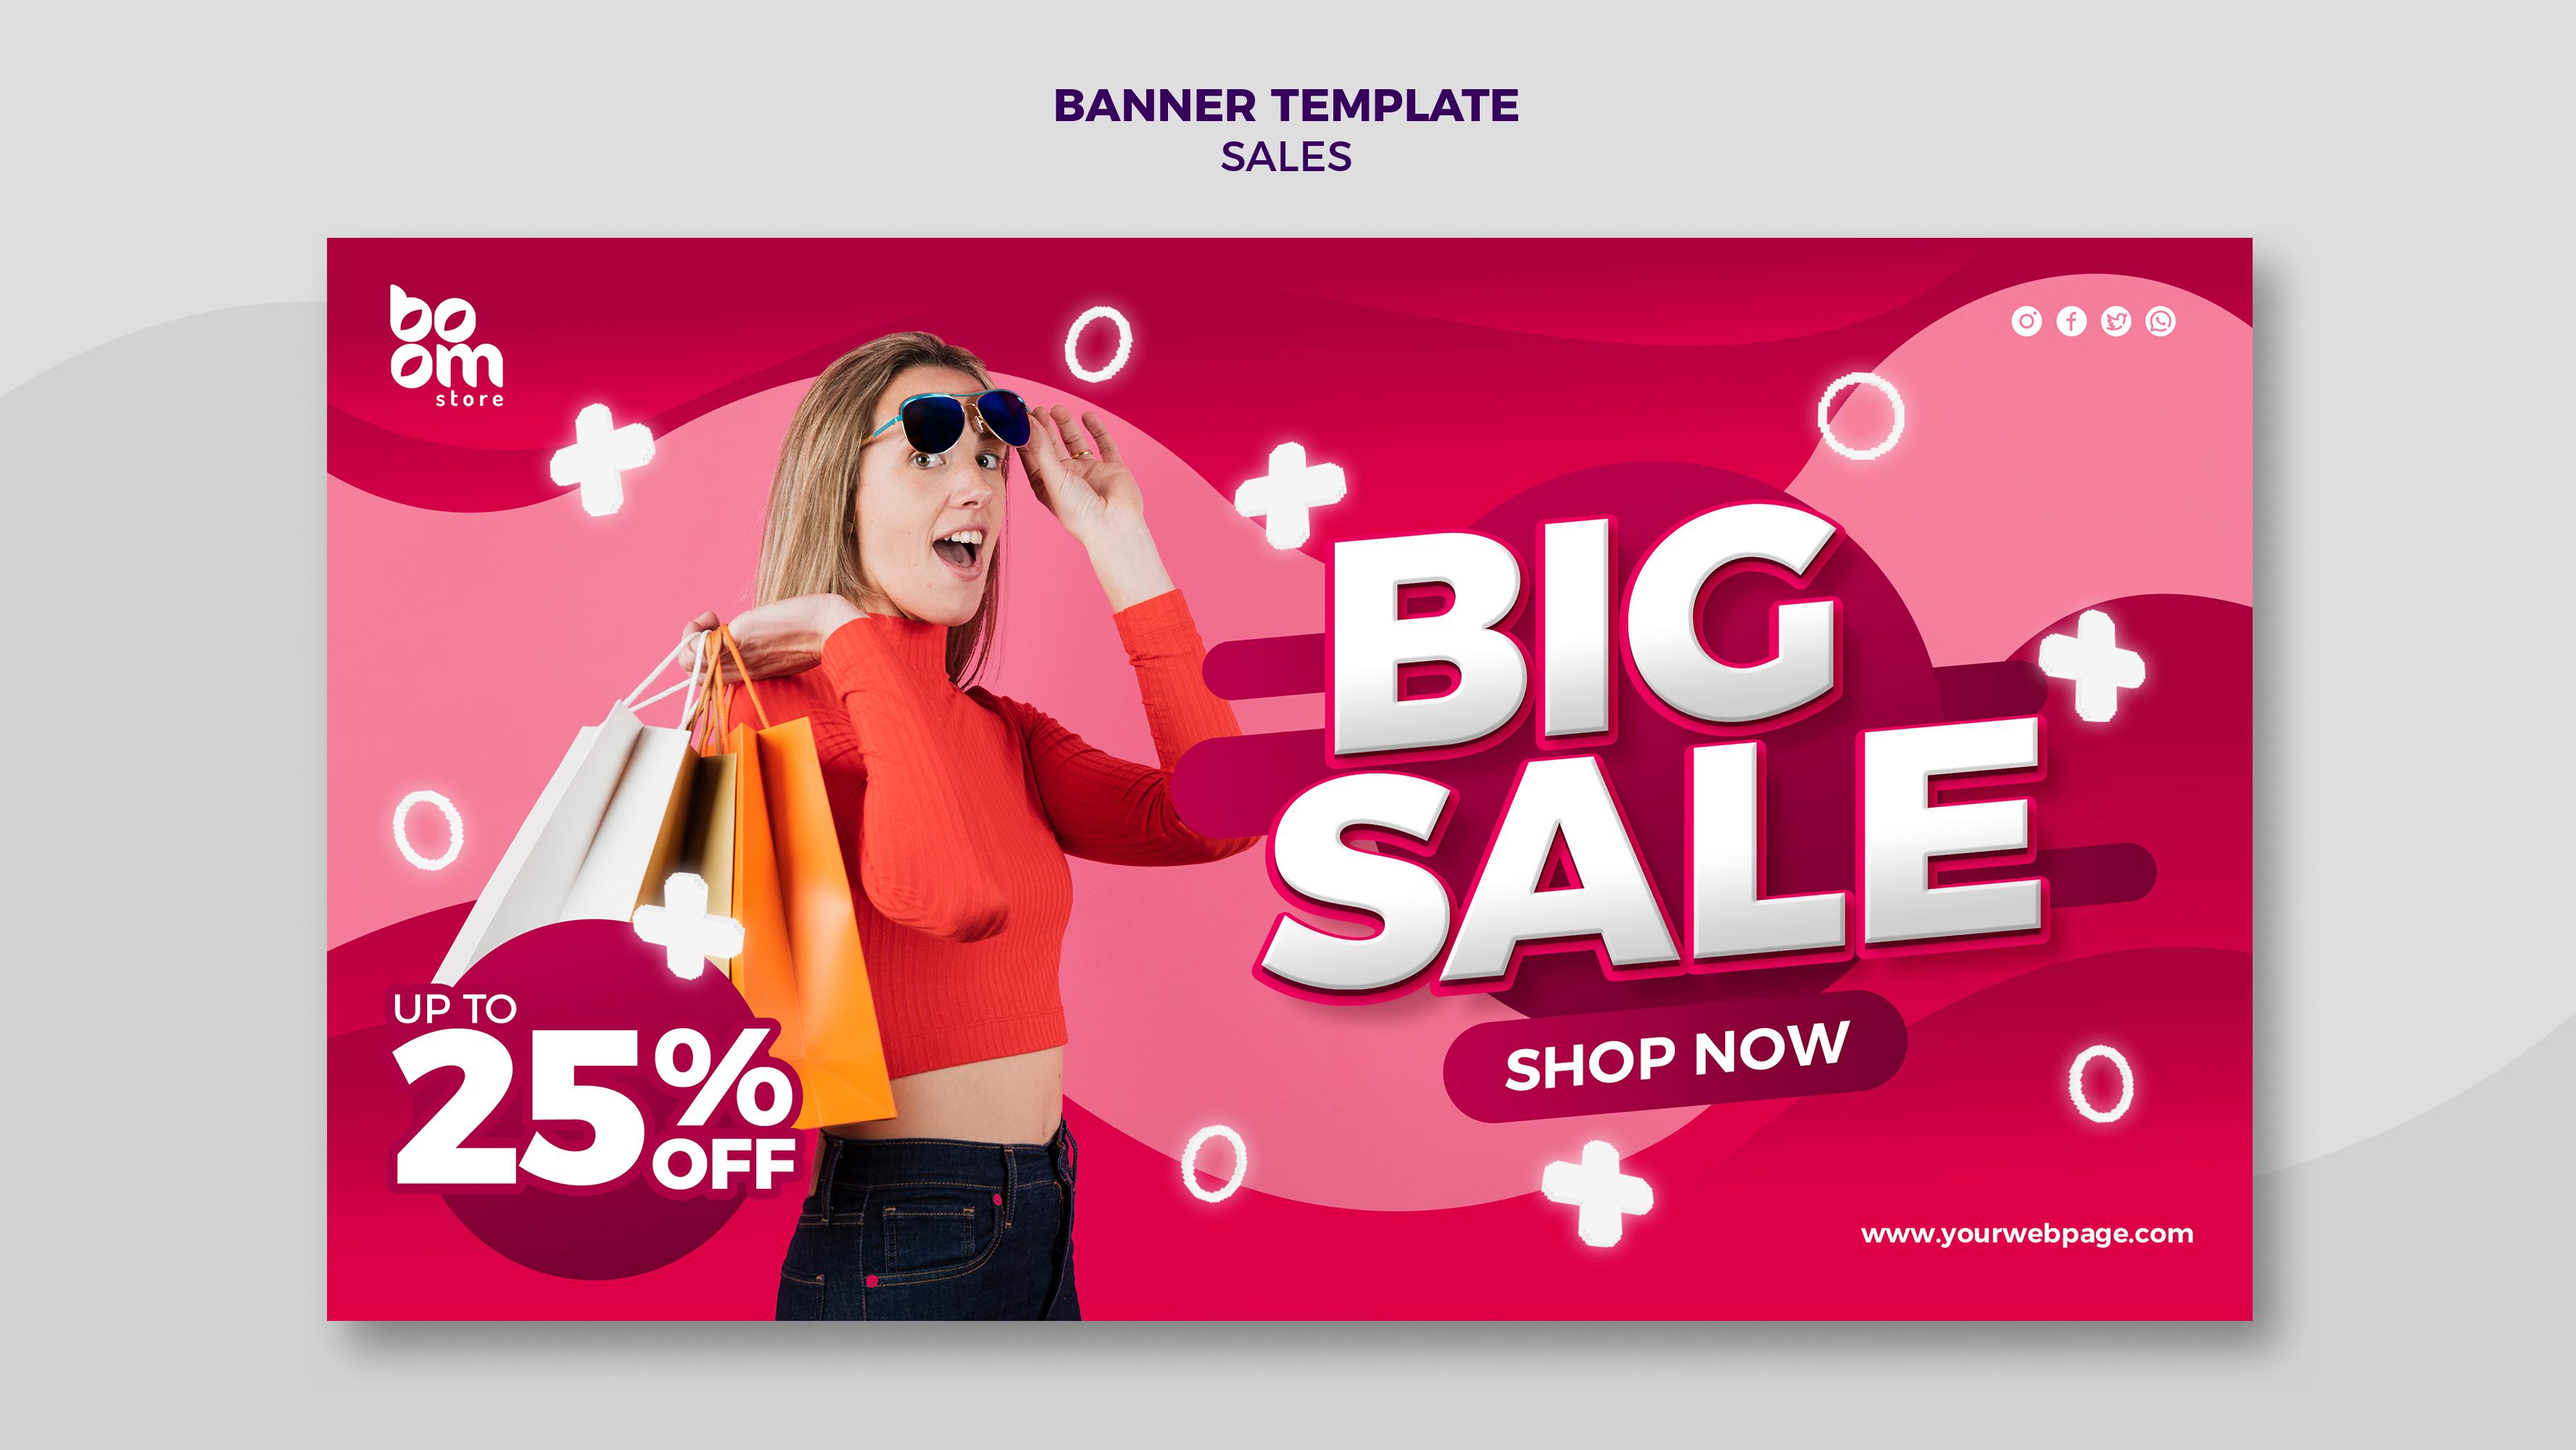 BANNER TEMPLATE
SALES
bo
om
store
BIG
SALE
SHOP NOW
UP TO
25%
OFF
www.yourwebpage.com